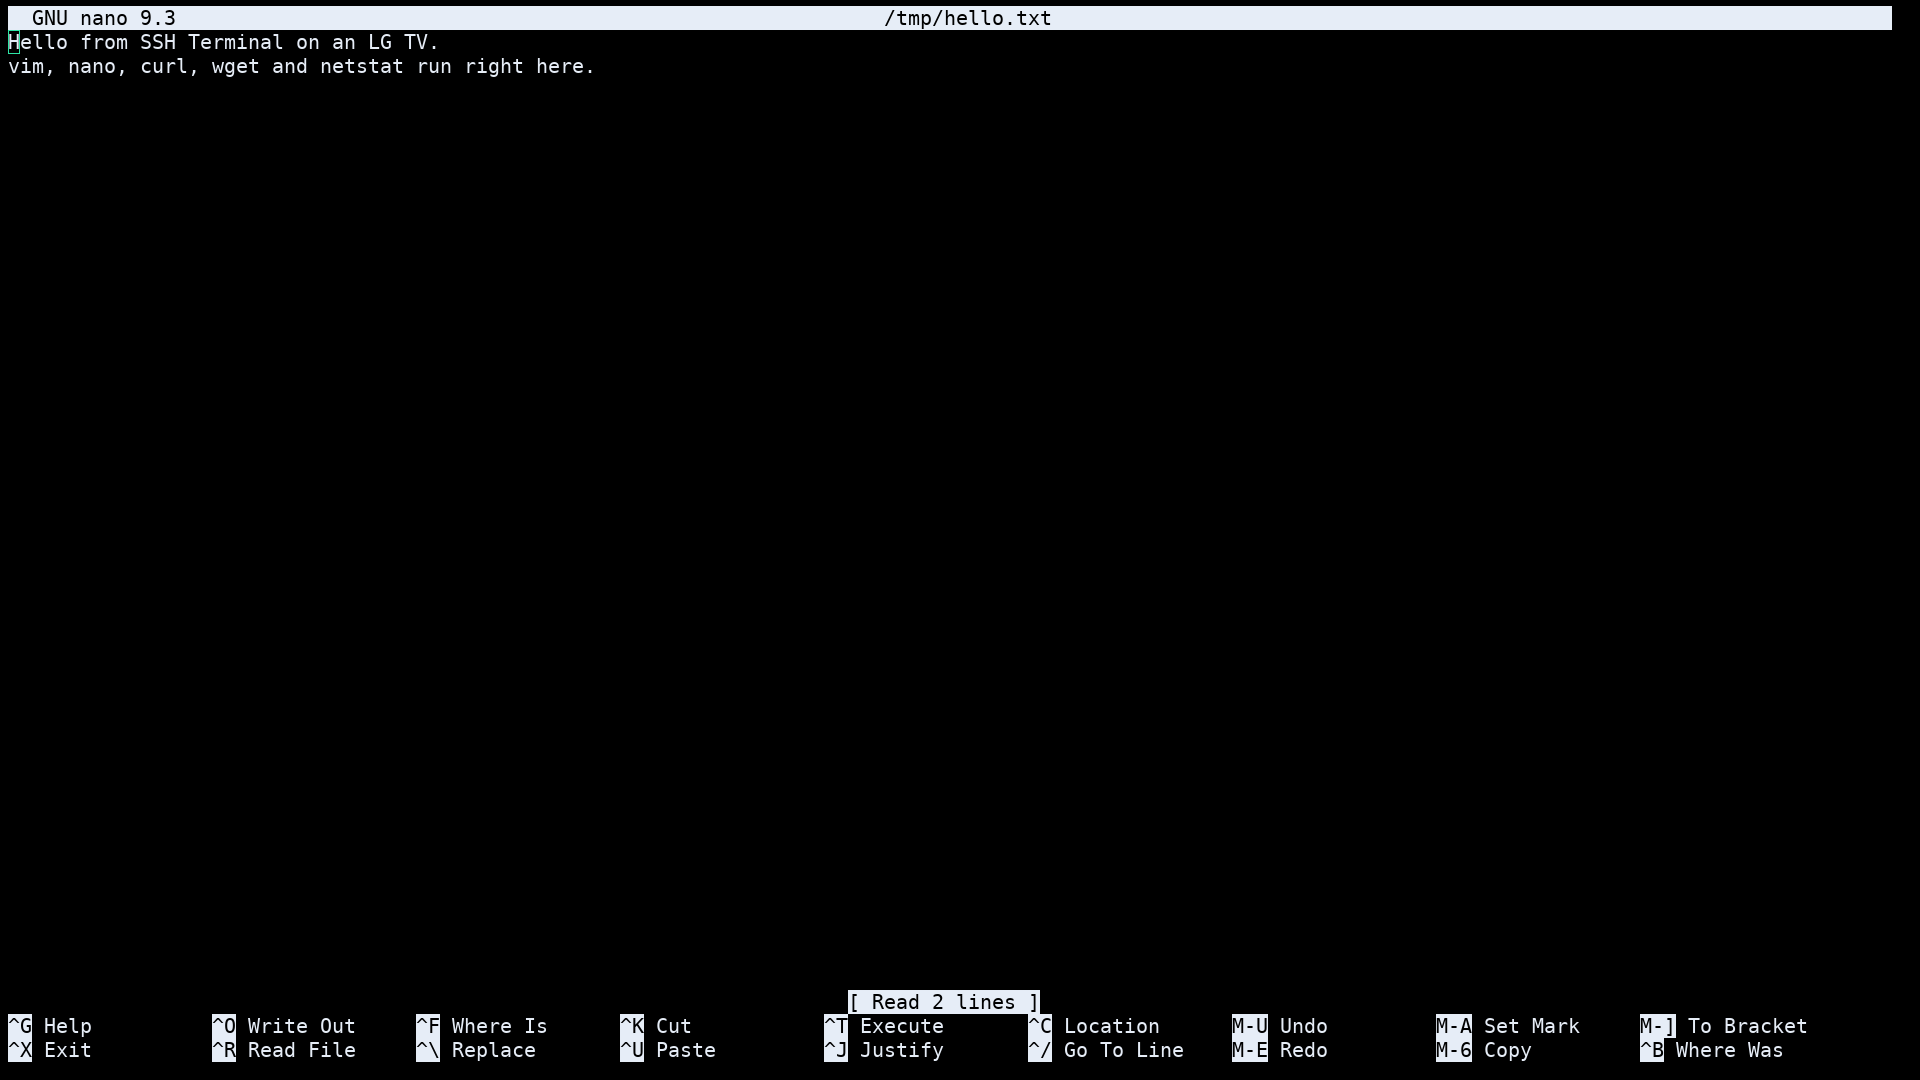 GNU nano 9.3 /tmp/hello.txt
Hello from SSH Terminal on an LG TV.
vim, nano, curl, wget and netstat run right here.
[ Read 2 lines ]
^G Help ^O Write Out ^F Where Is ^K Cut ^T Execute ^C Location M-U Undo M-A Set Mark M-] To Bracket
^X Exit ^R Read File ^\ Replace ^U Paste ^J Justify ^/ Go To Line M-E Redo M-6 Copy ^B Where Was